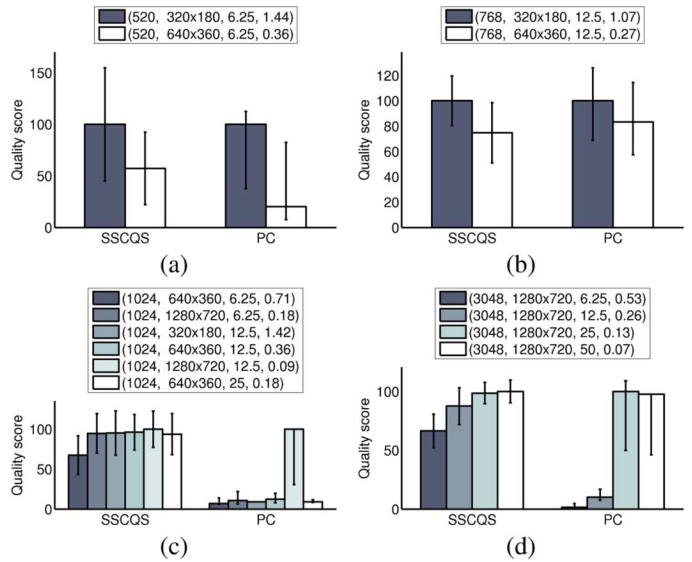 (520, 320x180, 6.25, 1.44)
(520, 640x360, 6.25, 0.36)
150
100
50
0
Quality score
SSCQS
PC
(a)
(768, 320x180, 12.5, 1.07)
(768, 640x360, 12.5, 0.27)
120
100
80
60
40
20
0
Quality score
SSCQS
PC
(b)
(1024, 640x360, 6.25, 0.71)
(1024, 1280x720, 6.25, 0.18)
(1024, 320x180, 12.5, 1.42)
(1024, 640x360, 12.5, 0.36)
(1024, 1280x720, 12.5, 0.09)
(1024, 640x360, 25, 0.18)
100
50
0
Quality score
SSCQS
PC
(c)
(3048, 1280x720, 6.25, 0.53)
(3048, 1280x720, 12.5, 0.26)
(3048, 1280x720, 25, 0.13)
(3048, 1280x720, 50, 0.07)
100
50
0
Quality score
SSCQS
PC
(d)